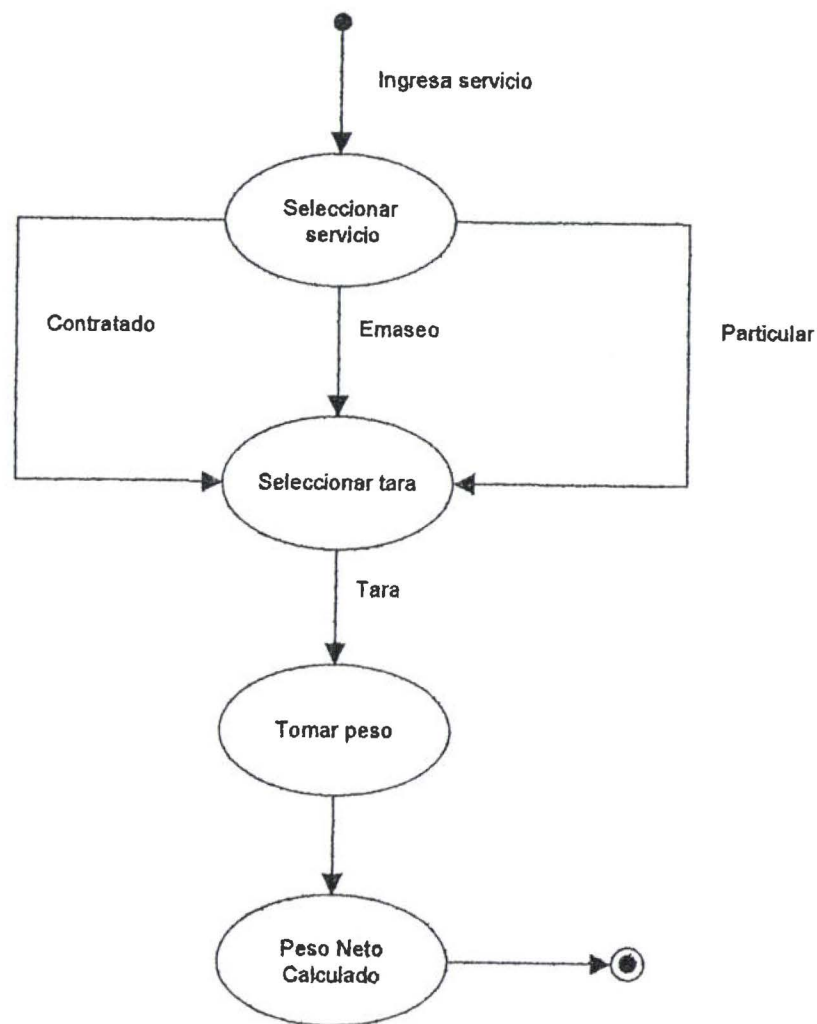 Ingresa servicio
Seleccionar
servicio
Contratado
Emaseo
Particular
Seleccionar tara
Tara
Tomar peso
Peso Neto
Calculado